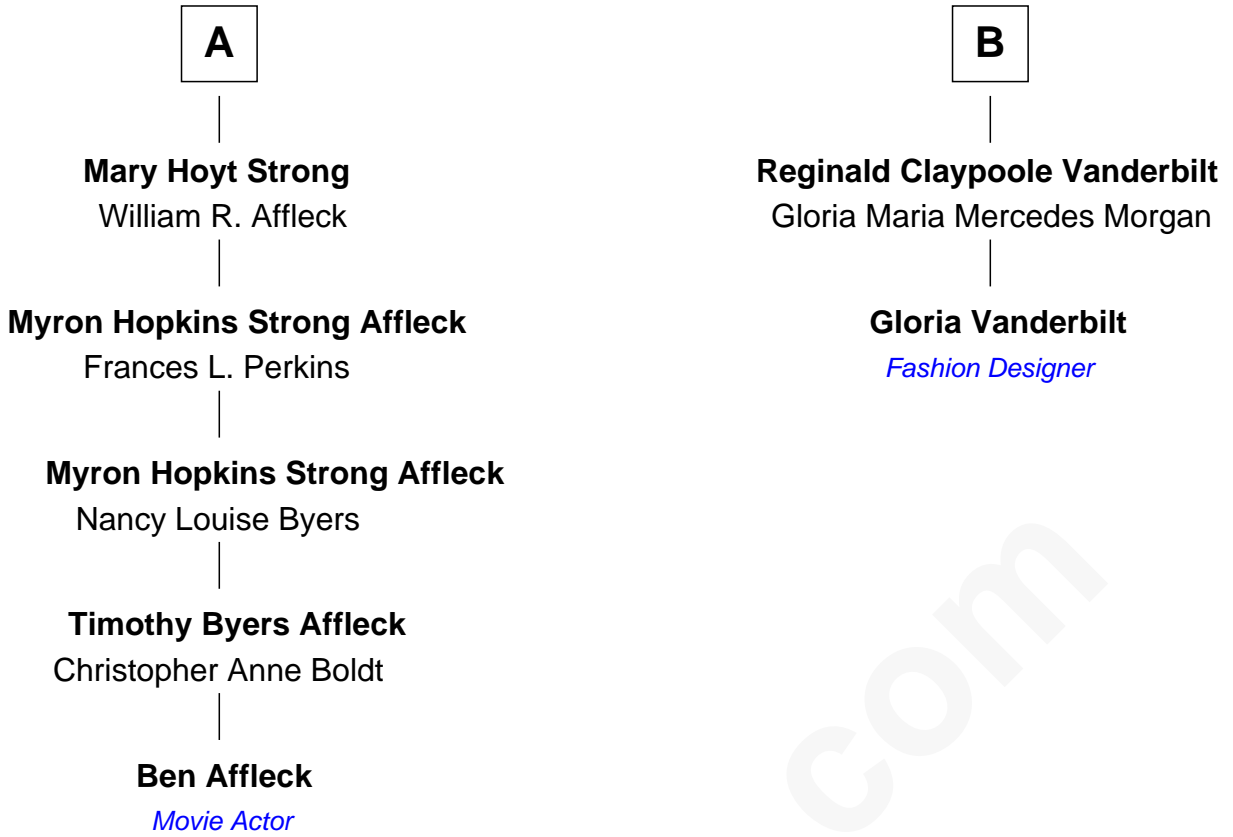 A
Mary Hoyt Strong
William R. Affleck
Myron Hopkins Strong Affleck
Frances L. Perkins
Myron Hopkins Strong Affleck
Nancy Louise Byers
Timothy Byers Affleck
Christopher Anne Boldt
Ben Affleck
Movie Actor
B
Reginald Claypoole Vanderbilt
Gloria Maria Mercedes Morgan
Gloria Vanderbilt
Fashion Designer
com